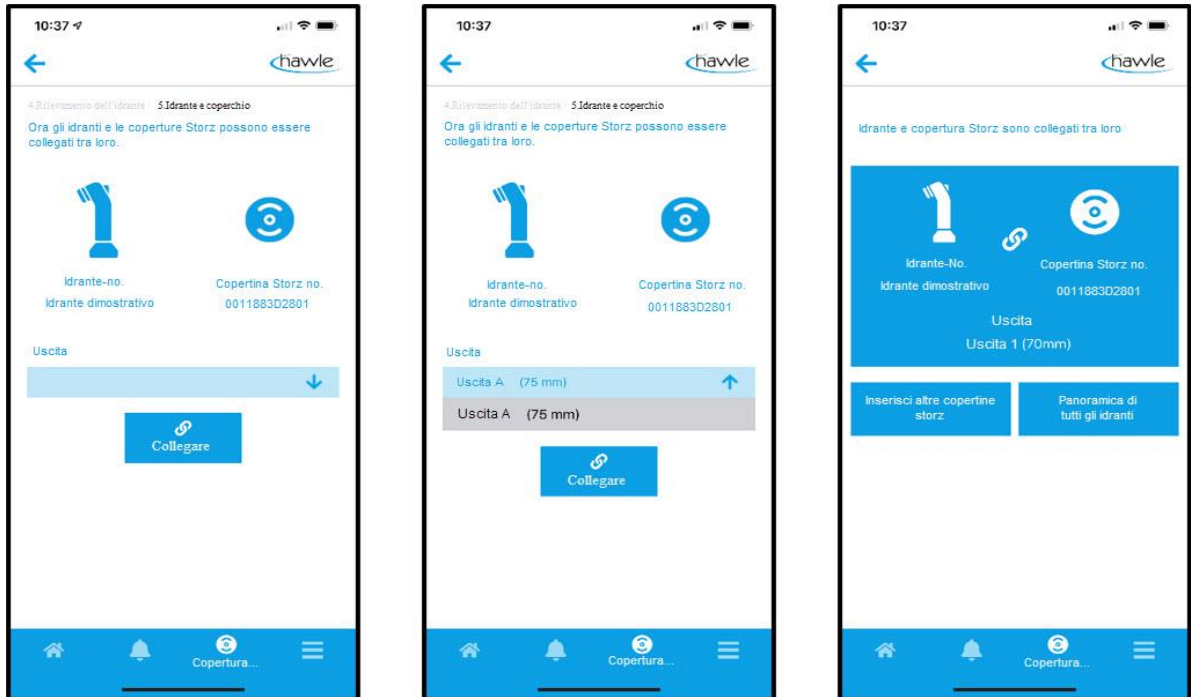 10:37
hawle
4.Rilevamento dell'idrante / 5.Idrante e coperchio
Ora gli idranti e le coperture Storz possono essere
collegati tra loro.
Idrante-no.
Idrante dimostrativo
Copertina Storz no.
0011883D2801
Uscita
Collegare
Copertura...
10:37
hawle
4.Rilevamento dell'idrante / 5.Idrante e coperchio
Ora gli idranti e le coperture Storz possono essere
collegati tra loro.
Idrante-no.
Idrante dimostrativo
Copertina Storz no.
0011883D2801
Uscita
Uscita A (75 mm)
Uscita A (75 mm)
Collegare
Copertura...
10:37
hawle
Idrante e copertura Storz sono collegati tra loro
Idrante-No.
Idrante dimostrativo
Copertina Storz no.
0011883D2801
Uscita
Uscita 1 (70mm)
Inserisci altre copertine
storz
Panoramica di
tutti gli idranti
Copertura...